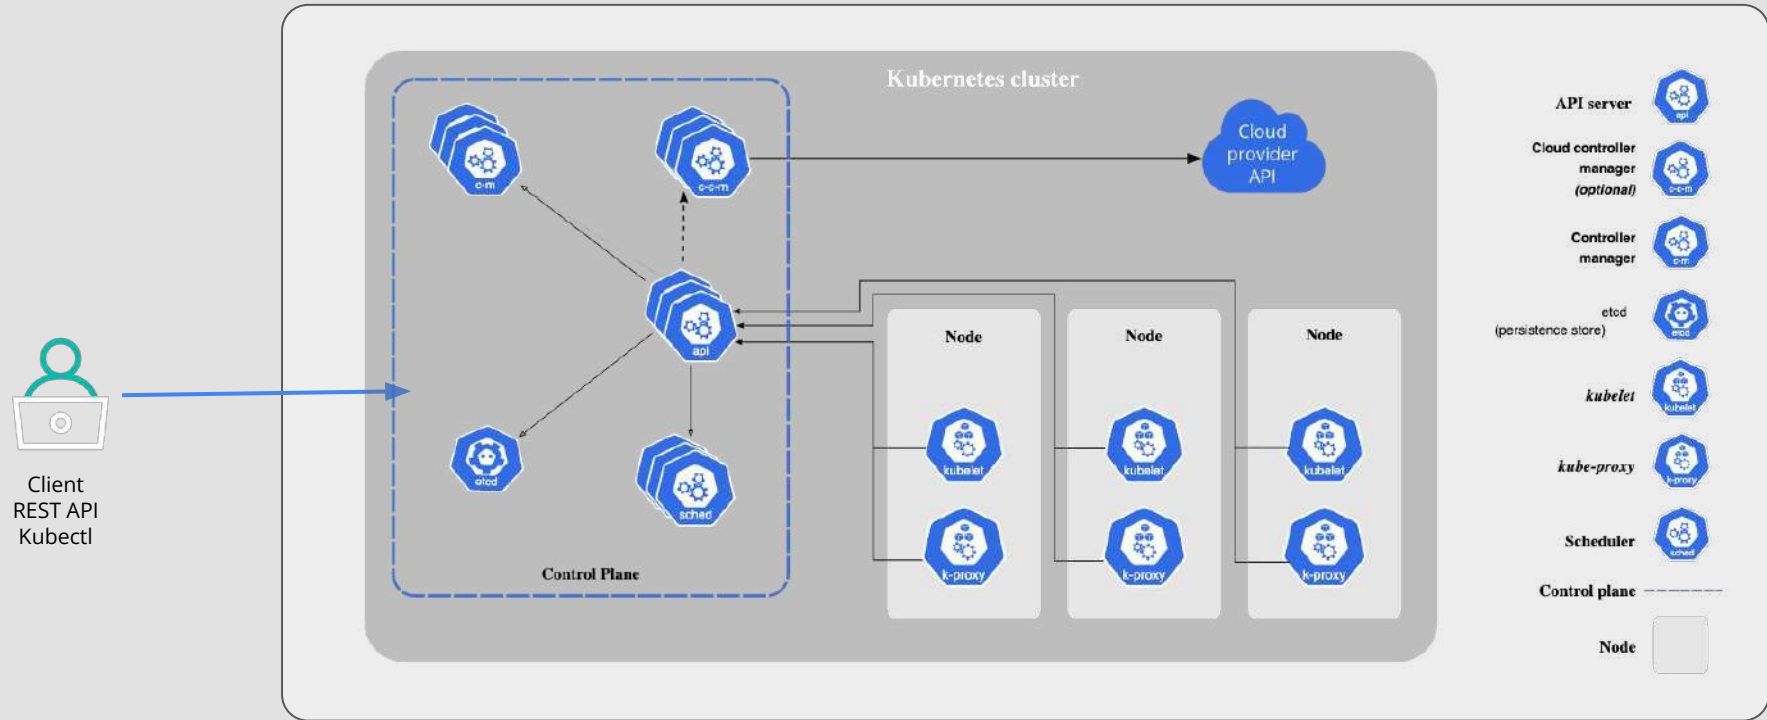 Kubernetes cluster
c-m
c-c-m
Cloud
provider
API
api
etcd
sched
Control Plane
Node
Node
Node
kubelet
kubelet
kubelet
k-proxy
k-proxy
k-proxy
Client
REST API
Kubectl
API server
api
Cloud controller
manager
(optional)
c-c-m
Controller
manager
c-m
etcd
(persistence store)
etcd
kubelet
kubelet
kube-proxy
k-proxy
Scheduler
sched
Control plane
Node